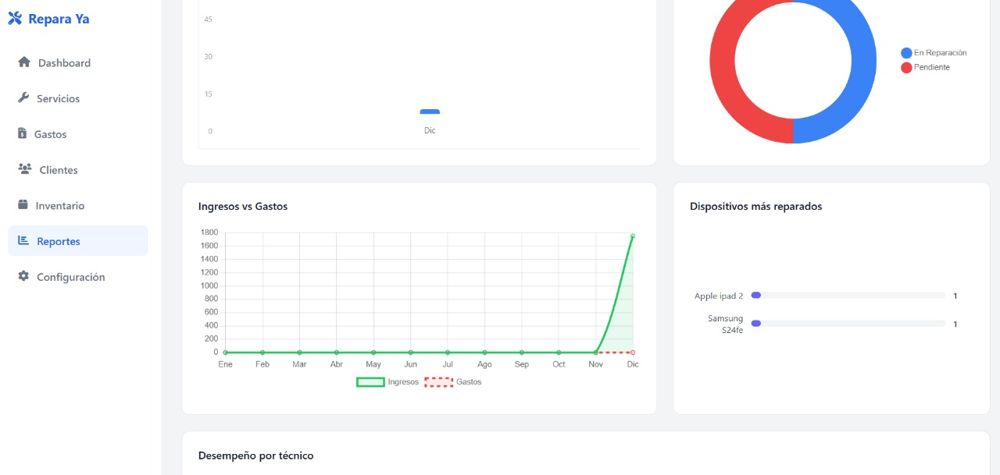 Repara Ya
Dashboard
Servicios
Gastos
Clientes
Inventario
Reportes
Configuración
45
30
15
0
Dic
En Reparación
Pendiente
Ingresos vs Gastos
1800
1600
1400
1200
1000
800
600
400
200
0
Ene Feb Mar Abr May Jun Jul Ago Sep Oct Nov Dic
Ingresos Gastos
Dispositivos más reparados
Apple ipad 2 1
Samsung
S24fe 1
Desempeño por técnico